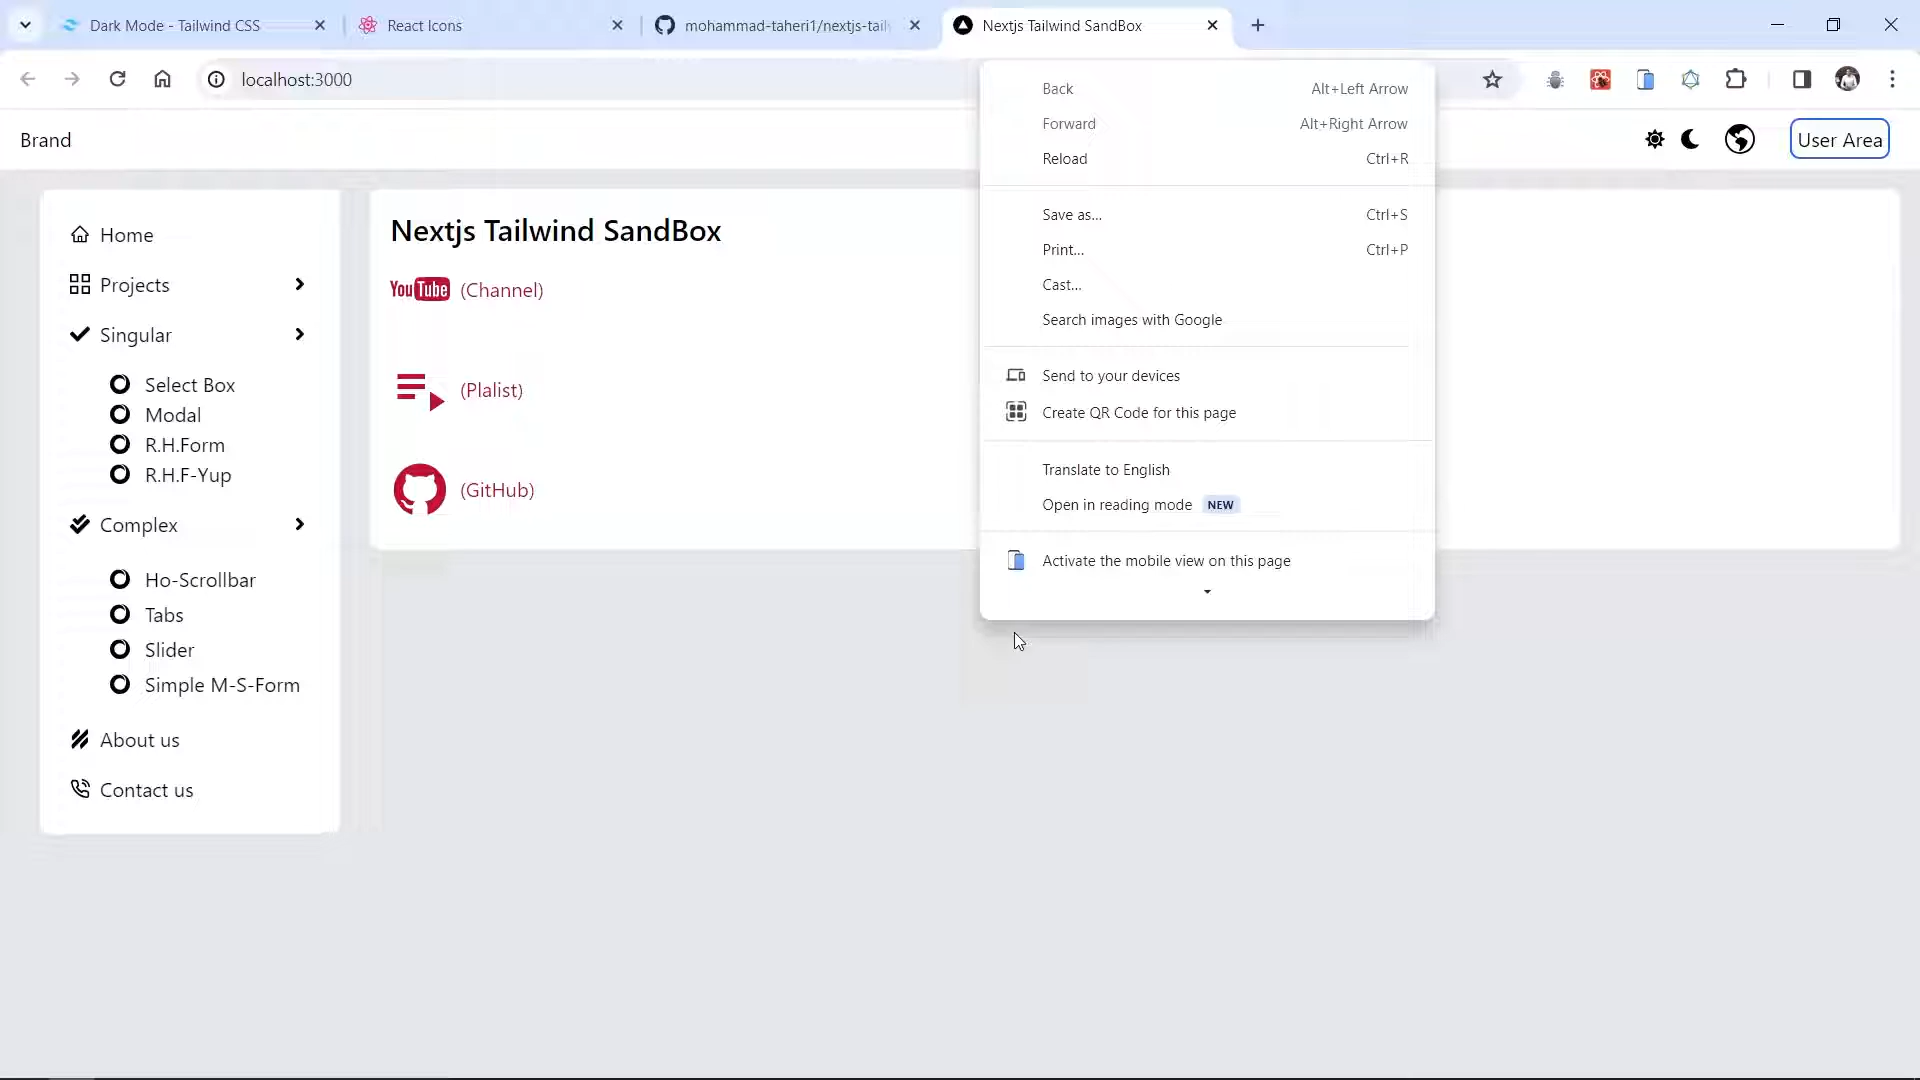 Dark Mode - Tailwind CSS
React Icons
mohammad-taheri1/nextjs-tail
Nextjs Tailwind SandBox
localhost:3000
Brand
User Area
Home
Projects
Singular
Select Box
Modal
R.H.Form
R.H.F-Yup
Complex
Ho-Scrollbar
Tabs
Slider
Simple M-S-Form
About us
Contact us
Nextjs Tailwind SandBox
YouTube (Channel)
(Plalist)
(GitHub)
Back Alt+Left Arrow
Forward Alt+Right Arrow
Reload Ctrl+R
Save as... Ctrl+S
Print... Ctrl+P
Cast...
Search images with Google
Send to your devices
Create QR Code for this page
Translate to English
Open in reading mode NEW
Activate the mobile view on this page